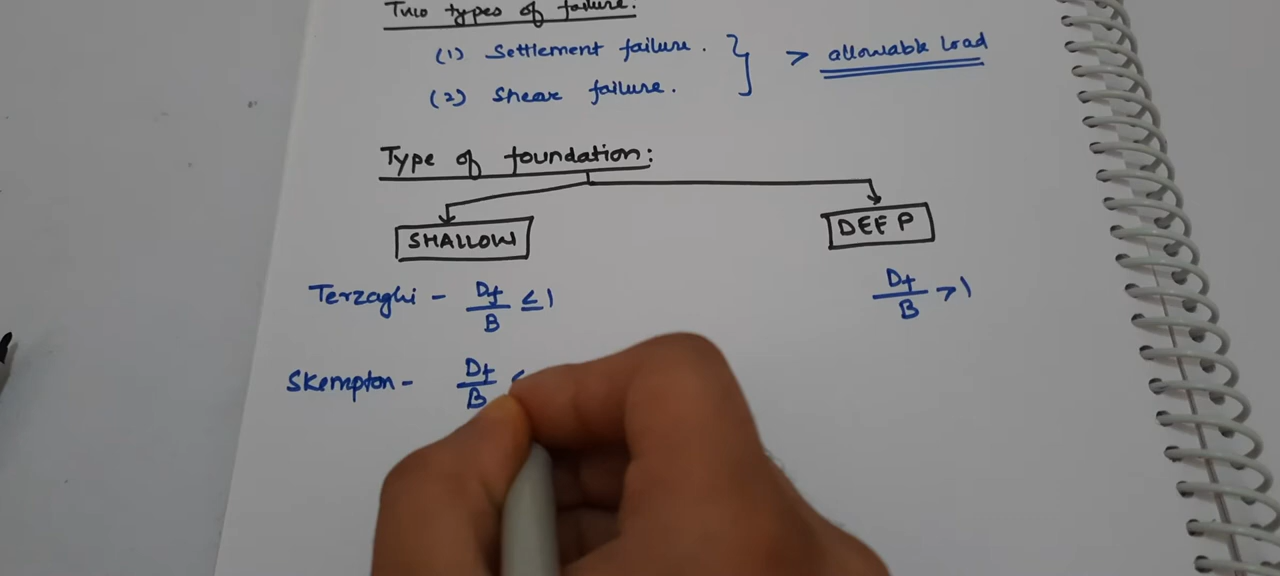 Two types of failure:
(1) Settlement failure.
(2) Shear failure.
> allowable load
Type of foundation:
SHALLOW
DEEP
Terzaghi - Df/B ≤ 1
Df/B > 1
Skempton - Df/B